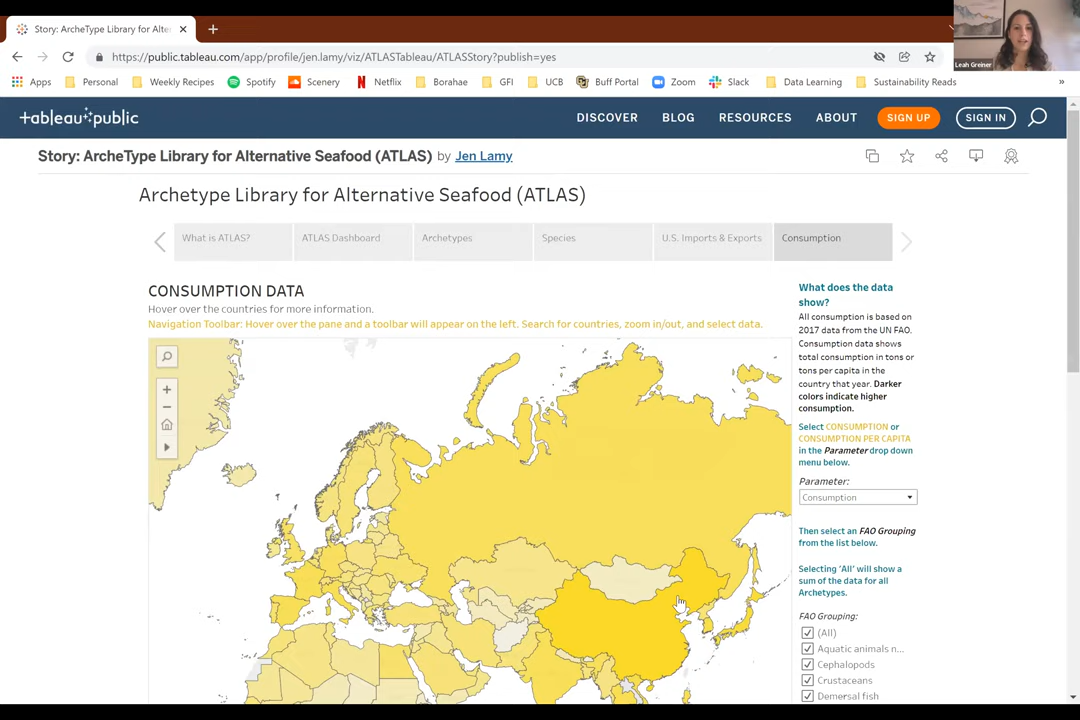 Story: ArcheType Library for Alte
https://public.tableau.com/app/profile/jen.lamy/viz/ATLASTableau/ATLASStory?publish=yes
Leah Greiner
Apps Personal Weekly Recipes Spotify Scenery Netflix Borahae GFI UCB Buff Portal Zoom Slack Data Learning Sustainability Reads »
+ableau public DISCOVER BLOG RESOURCES ABOUT SIGN UP SIGN IN
Story: ArcheType Library for Alternative Seafood (ATLAS) by Jen Lamy
Archetype Library for Alternative Seafood (ATLAS)
What is ATLAS? ATLAS Dashboard Archetypes Species U.S. Imports & Exports Consumption
CONSUMPTION DATA
Hover over the countries for more information.
Navigation Toolbar: Hover over the pane and a toolbar will appear on the left. Search for countries, zoom in/out, and select data.
What does the data
show?
All consumption is based on
2017 data from the UN FAO.
Consumption data shows
total consumption in tons or
tons per capita in the
country that year. Darker
colors indicate higher
consumption.
Select CONSUMPTION or
CONSUMPTION PER CAPITA
in the Parameter drop down
menu below.
Parameter:
Consumption
Then select an FAO Grouping
from the list below.
Selecting 'All' will show a
sum of the data for all
Archetypes.
FAO Grouping:
(All)
Aquatic animals n...
Cephalopods
Crustaceans
Demersal fish